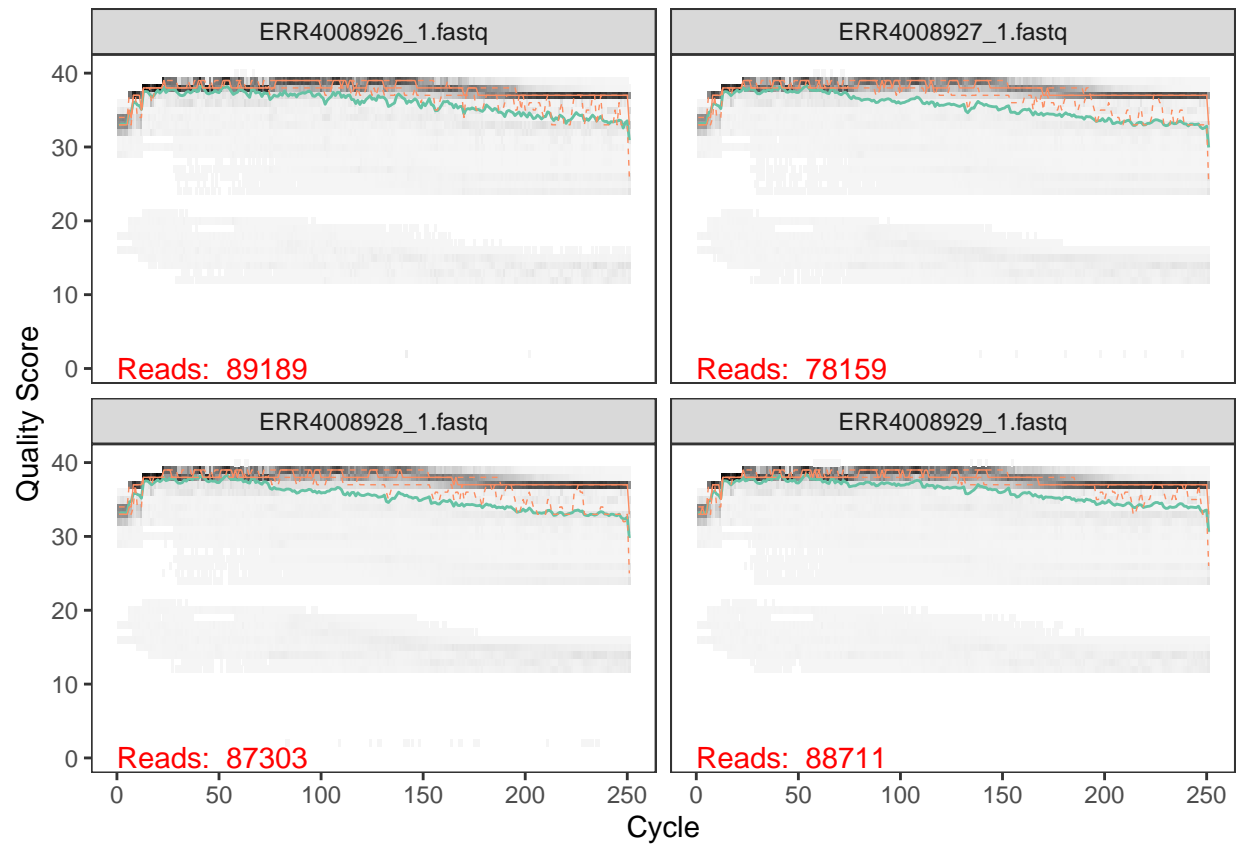 ERR4008926_1.fastq
ERR4008927_1.fastq
40
30
20
10
0
Reads: 89189
Reads: 78159
Quality Score
ERR4008928_1.fastq
ERR4008929_1.fastq
40
30
20
10
0
Reads: 87303
Reads: 88711
0 50 100 150 200 250 0 50 100 150 200 250
Cycle